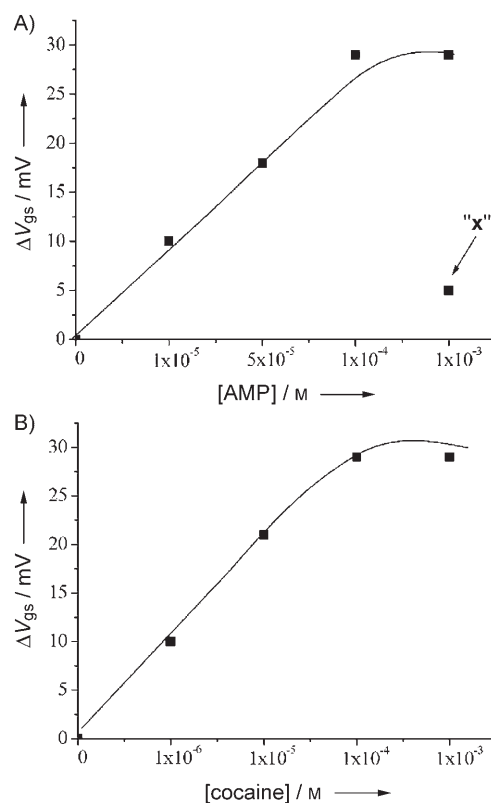 A)
ΔVgs / mV
30
25
20
15
10
5
0
"x"
0 1x10-5 5x10-5 1x10-4 1x10-3
[AMP] / M
B)
ΔVgs / mV
30
25
20
15
10
5
0
0 1x10-6 1x10-5 1x10-4 1x10-3
[cocaine] / M